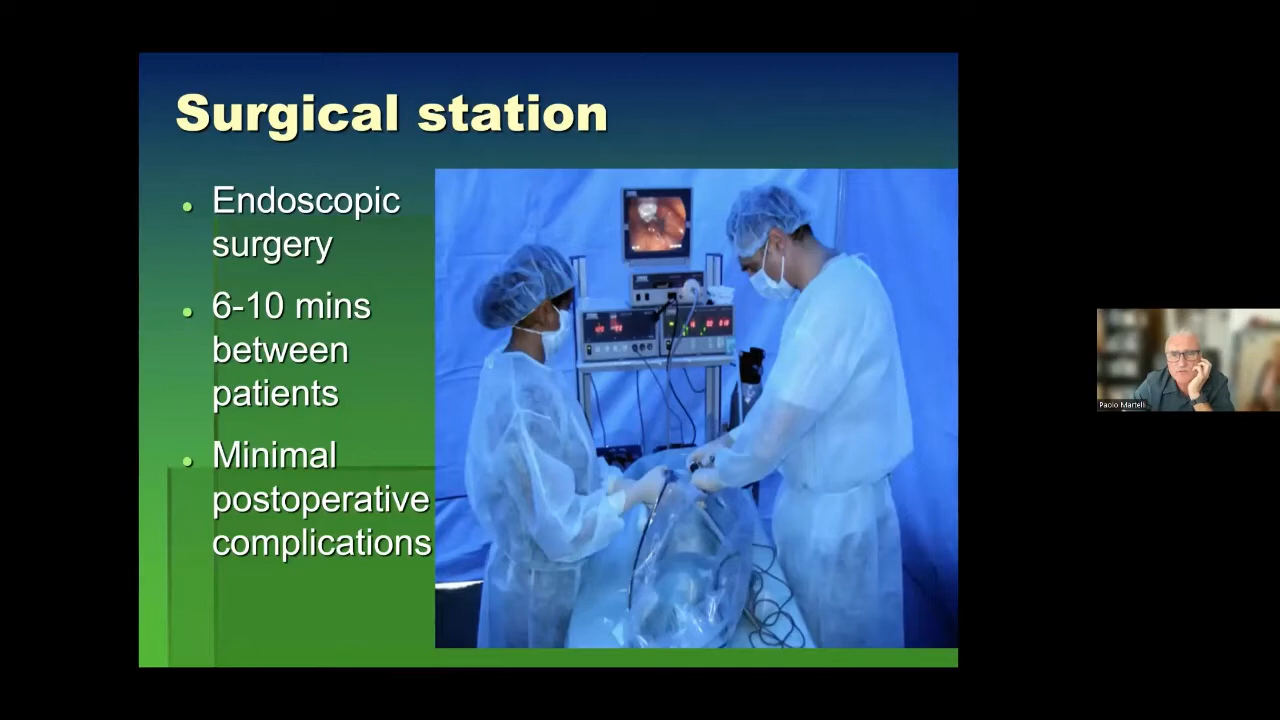 Surgical station
Endoscopic
surgery
6-10 mins
between
patients
Minimal
postoperative
complications
Paolo Martelli